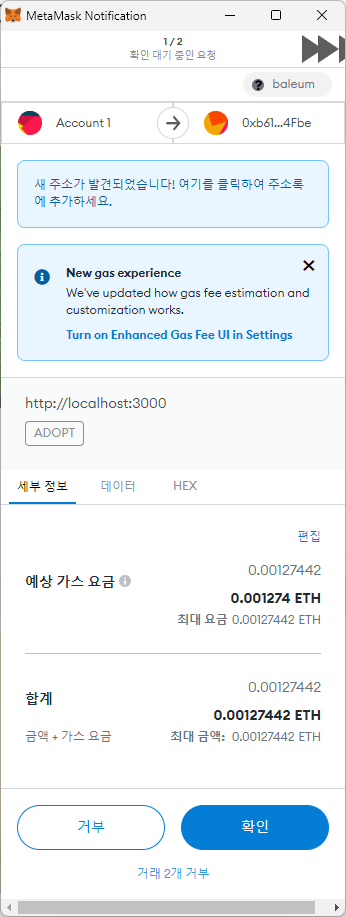 MetaMask Notification
1 / 2
확인 대기 중인 요청
baleum
Account 1
0xb61...4Fbe
새 주소가 발견되었습니다! 여기를 클릭하여 주소록
에 추가하세요.
New gas experience
We've updated how gas fee estimation and
customization works.
Turn on Enhanced Gas Fee UI in Settings
http://localhost:3000
ADOPT
세부 정보 데이터 HEX
편집
예상 가스 요금 0.00127442
0.001274 ETH
최대 요금 0.00127442 ETH
합계 0.00127442
0.00127442 ETH
금액 + 가스 요금 최대 금액: 0.00127442 ETH
거부 확인
거래 2개 거부